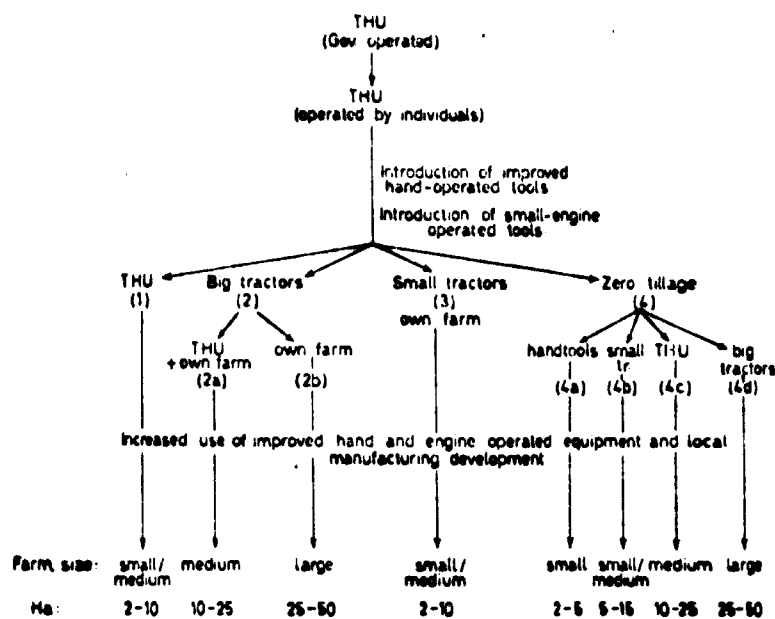 THU
(Gov. operated)
THU
(operated by individuals)
Introduction of improved
hand-operated tools
Introduction of small-engine
operated tools
THU Big tractors Small tractors Zero tillage
(1) (2) (3) (4)
own farm
THU own farm handtools small THU big
+ own farm tr. tractors
(2a) (2b) (4a) (4b) (4c) (4d)
Increased use of improved hand and engine operated equipment and local
manufacturing development
Farm size: small/ medium large small/ small small/ medium large
medium medium medium
Ha: 2-10 10-25 25-50 2-10 2-5 5-15 10-25 25-50